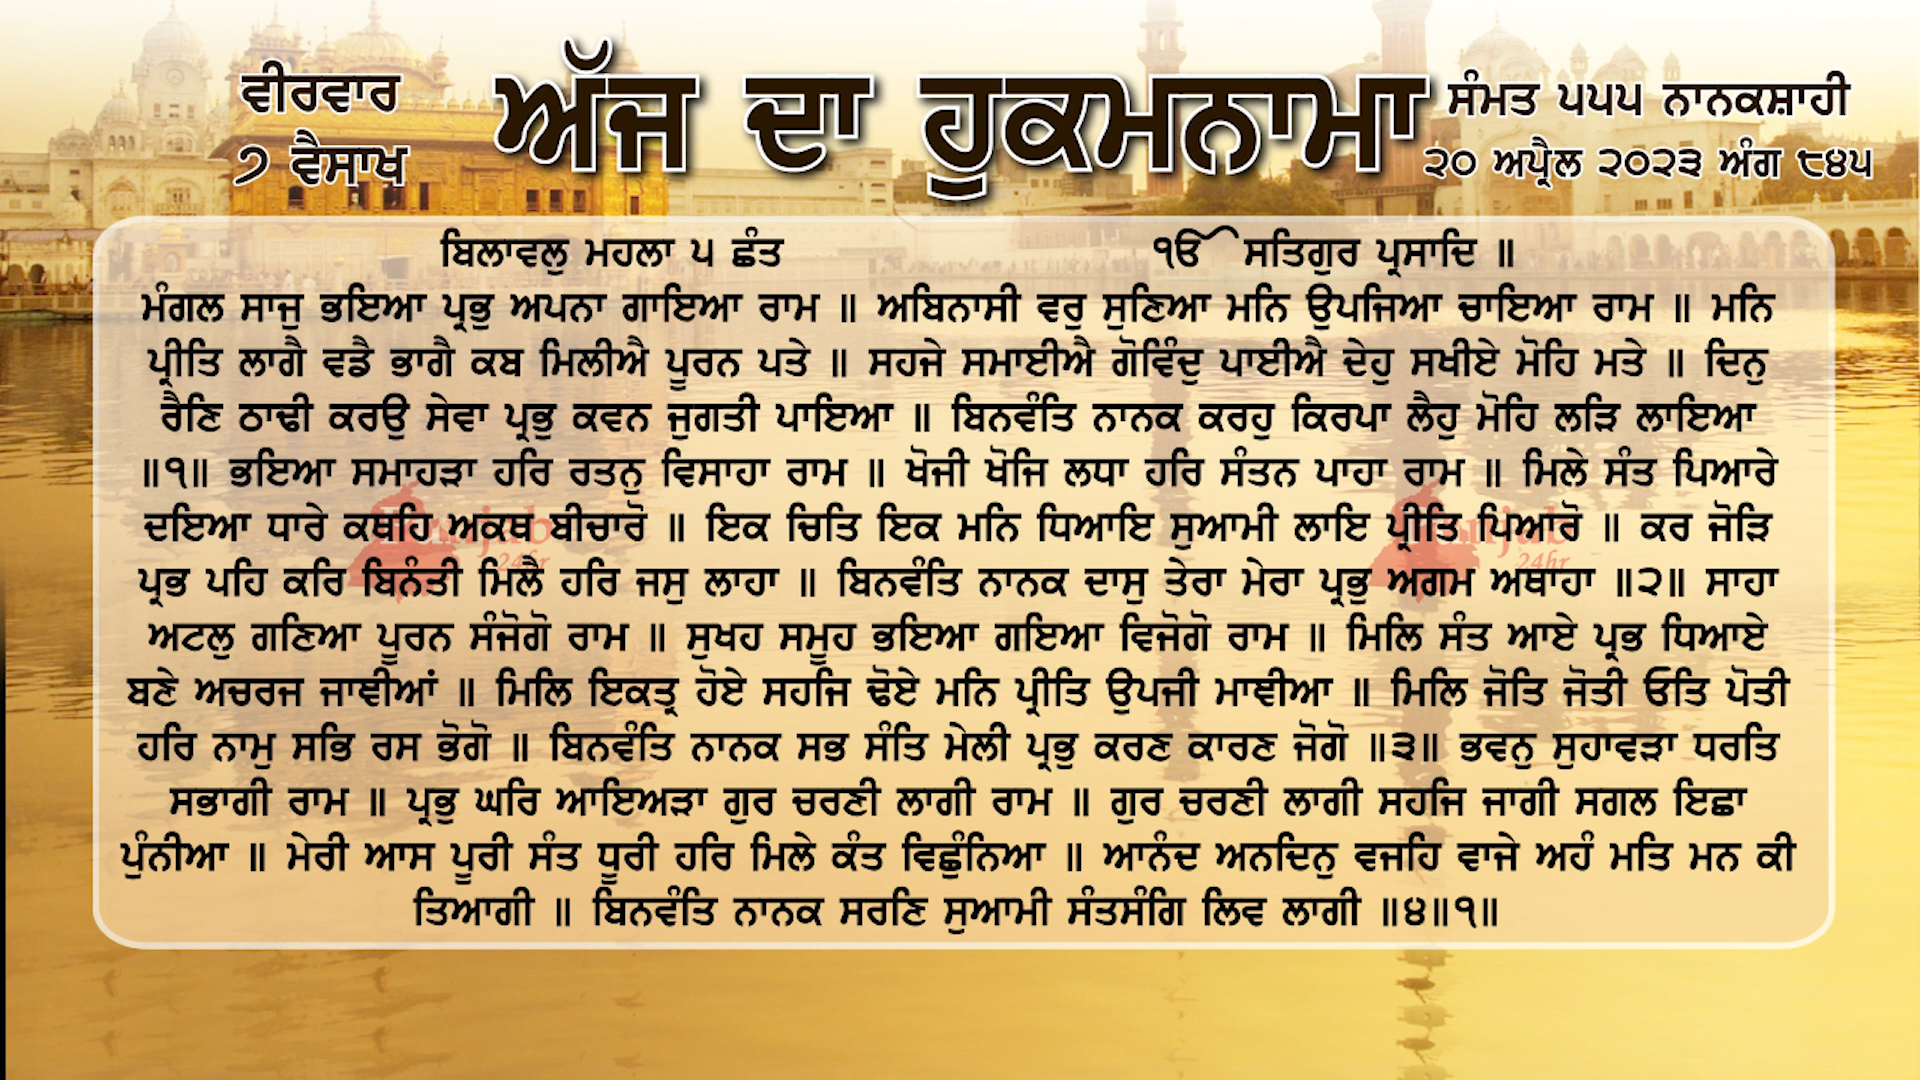 ਵੀਰਵਾਰ
੭ ਵੈਸਾਖ
ਅੱਜ ਦਾ ਹੁਕਮਨਾਮਾ
ਸੰਮਤ ੫੫੫ ਨਾਨਕਸ਼ਾਹੀ
੨੦ ਅਪ੍ਰੈਲ ੨੦੨੩ ਅੰਗ ੮੪੫
ਬਿਲਾਵਲੁ ਮਹਲਾ ੫ ਛੰਤ ੴ ਸਤਿਗੁਰ ਪ੍ਰਸਾਦਿ ॥
ਮੰਗਲ ਸਾਜੁ ਭਇਆ ਪ੍ਰਭੁ ਅਪਨਾ ਗਾਇਆ ਰਾਮ ॥ ਅਬਿਨਾਸੀ ਵਰੁ ਸੁਣਿਆ ਮਨਿ ਉਪਜਿਆ ਚਾਇਆ ਰਾਮ ॥ ਮਨਿ
ਪ੍ਰੀਤਿ ਲਾਗੈ ਵਡੈ ਭਾਗੈ ਕਬ ਮਿਲੀਐ ਪੂਰਨ ਪਤੇ ॥ ਸਹਜੇ ਸਮਾਈਐ ਗੋਵਿੰਦੁ ਪਾਈਐ ਦੇਹੁ ਸਖੀਏ ਮੋਹਿ ਮਤੇ ॥ ਦਿਨੁ
ਰੈਣਿ ਠਾਢੀ ਕਰਉ ਸੇਵਾ ਪ੍ਰਭੁ ਕਵਨ ਜੁਗਤੀ ਪਾਇਆ ॥ ਬਿਨਵੰਤਿ ਨਾਨਕ ਕਰਹੁ ਕਿਰਪਾ ਲੈਹੁ ਮੋਹਿ ਲੜਿ ਲਾਇਆ
॥੧॥ ਭਇਆ ਸਮਾਹੜਾ ਹਰਿ ਰਤਨੁ ਵਿਸਾਹਾ ਰਾਮ ॥ ਖੋਜੀ ਖੋਜਿ ਲਧਾ ਹਰਿ ਸੰਤਨ ਪਾਹਾ ਰਾਮ ॥ ਮਿਲੇ ਸੰਤ ਪਿਆਰੇ
ਦਇਆ ਧਾਰੇ ਕਥਹਿ ਅਕਥ ਬੀਚਾਰੋ ॥ ਇਕ ਚਿਤਿ ਇਕ ਮਨਿ ਧਿਆਇ ਸੁਆਮੀ ਲਾਇ ਪ੍ਰੀਤਿ ਪਿਆਰੋ ॥ ਕਰ ਜੋੜਿ
ਪ੍ਰਭ ਪਹਿ ਕਰਿ ਬਿਨੰਤੀ ਮਿਲੈ ਹਰਿ ਜਸੁ ਲਾਹਾ ॥ ਬਿਨਵੰਤਿ ਨਾਨਕ ਦਾਸੁ ਤੇਰਾ ਮੇਰਾ ਪ੍ਰਭੁ ਅਗਮ ਅਥਾਹਾ ॥੨॥ ਸਾਹਾ
ਅਟਲੁ ਗਣਿਆ ਪੂਰਨ ਸੰਜੋਗੋ ਰਾਮ ॥ ਸੁਖਹ ਸਮੂਹ ਭਇਆ ਗਇਆ ਵਿਜੋਗੋ ਰਾਮ ॥ ਮਿਲਿ ਸੰਤ ਆਏ ਪ੍ਰਭ ਧਿਆਏ
ਬਣੇ ਅਚਰਜ ਜਾਞੀਆਂ ॥ ਮਿਲਿ ਇਕਤ੍ਰ ਹੋਏ ਸਹਜਿ ਢੋਏ ਮਨਿ ਪ੍ਰੀਤਿ ਉਪਜੀ ਮਾਞੀਆ ॥ ਮਿਲਿ ਜੋਤਿ ਜੋਤੀ ਓਤਿ ਪੋਤੀ
ਹਰਿ ਨਾਮੁ ਸਭਿ ਰਸ ਭੋਗੋ ॥ ਬਿਨਵੰਤਿ ਨਾਨਕ ਸਭ ਸੰਤਿ ਮੇਲੀ ਪ੍ਰਭੁ ਕਰਣ ਕਾਰਣ ਜੋਗੋ ॥੩॥ ਭਵਨੁ ਸੁਹਾਵੜਾ ਧਰਤਿ
ਸਭਾਗੀ ਰਾਮ ॥ ਪ੍ਰਭੁ ਘਰਿ ਆਇਅੜਾ ਗੁਰ ਚਰਣੀ ਲਾਗੀ ਰਾਮ ॥ ਗੁਰ ਚਰਣੀ ਲਾਗੀ ਸਹਜਿ ਜਾਗੀ ਸਗਲ ਇਛਾ
ਪੁੰਨੀਆ ॥ ਮੇਰੀ ਆਸ ਪੂਰੀ ਸੰਤ ਧੂਰੀ ਹਰਿ ਮਿਲੇ ਕੰਤ ਵਿਛੁੰਨਿਆ ॥ ਆਨੰਦ ਅਨਦਿਨੁ ਵਜਹਿ ਵਾਜੇ ਅਹੰ ਮਤਿ ਮਨ ਕੀ
ਤਿਆਗੀ ॥ ਬਿਨਵੰਤਿ ਨਾਨਕ ਸਰਣਿ ਸੁਆਮੀ ਸੰਤਸੰਗਿ ਲਿਵ ਲਾਗੀ ॥੪॥੧॥